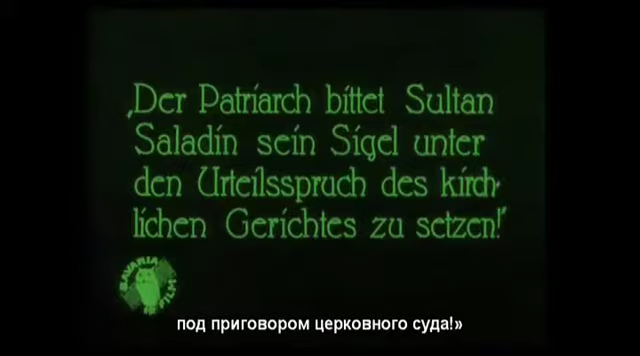 „Der Patriarch bittet Sultan
Saladin sein Sigel unter
den Urteilsspruch des kirch-
lichen Gerichtes zu setzen!"
BAVARIA
FILM
под приговором церковного суда!»